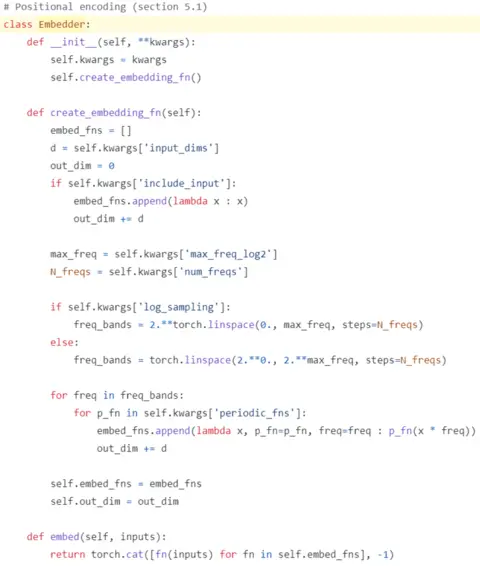 # Positional encoding (section 5.1)
class Embedder:
    def __init__(self, **kwargs):
        self.kwargs = kwargs
        self.create_embedding_fn()

    def create_embedding_fn(self):
        embed_fns = []
        d = self.kwargs['input_dims']
        out_dim = 0
        if self.kwargs['include_input']:
            embed_fns.append(lambda x : x)
            out_dim += d

        max_freq = self.kwargs['max_freq_log2']
        N_freqs = self.kwargs['num_freqs']

        if self.kwargs['log_sampling']:
            freq_bands = 2.**torch.linspace(0., max_freq, steps=N_freqs)
        else:
            freq_bands = torch.linspace(2.**0., 2.**max_freq, steps=N_freqs)

        for freq in freq_bands:
            for p_fn in self.kwargs['periodic_fns']:
                embed_fns.append(lambda x, p_fn=p_fn, freq=freq : p_fn(x * freq))
                out_dim += d

        self.embed_fns = embed_fns
        self.out_dim = out_dim

    def embed(self, inputs):
        return torch.cat([fn(inputs) for fn in self.embed_fns], -1)